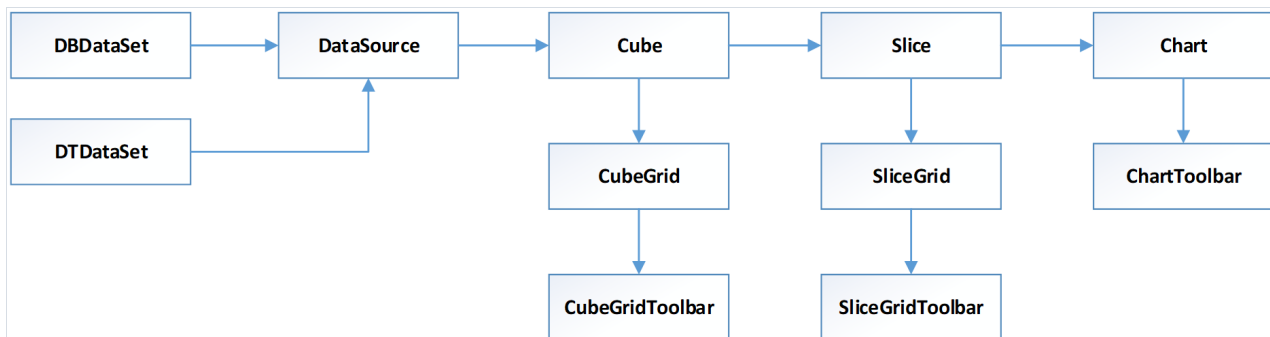 DBDataSet
DataSource
Cube
Slice
Chart
DTDataSet
CubeGrid
SliceGrid
ChartToolbar
CubeGridToolbar
SliceGridToolbar